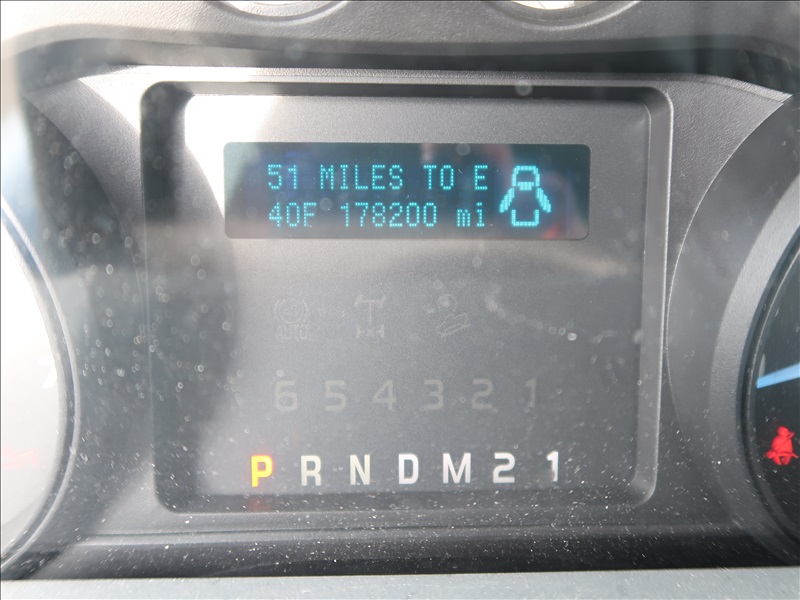 51 MILES TO E
40F 178200 mi
AUTO 4x4
6 5 4 3 2 1
P R N D M 2 1